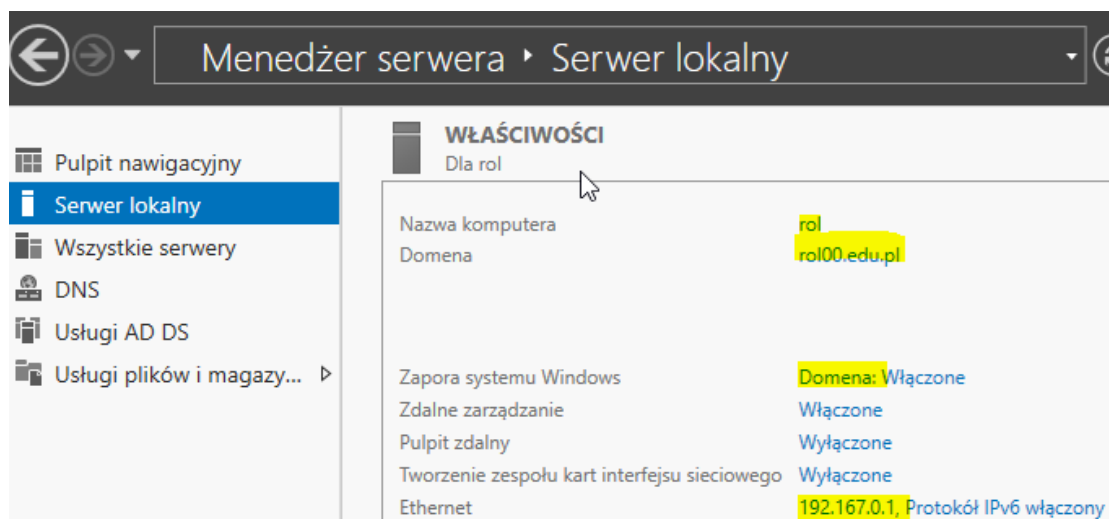 Menedżer serwera ‣ Serwer lokalny
Pulpit nawigacyjny
Serwer lokalny
Wszystkie serwery
DNS
Usługi AD DS
Usługi plików i magazy...
WŁAŚCIWOŚCI
Dla rol
Nazwa komputera rol
Domena rol00.edu.pl
Zapora systemu Windows Domena: Włączone
Zdalne zarządzanie Włączone
Pulpit zdalny Wyłączone
Tworzenie zespołu kart interfejsu sieciowego Wyłączone
Ethernet 192.167.0.1, Protokół IPv6 włączony